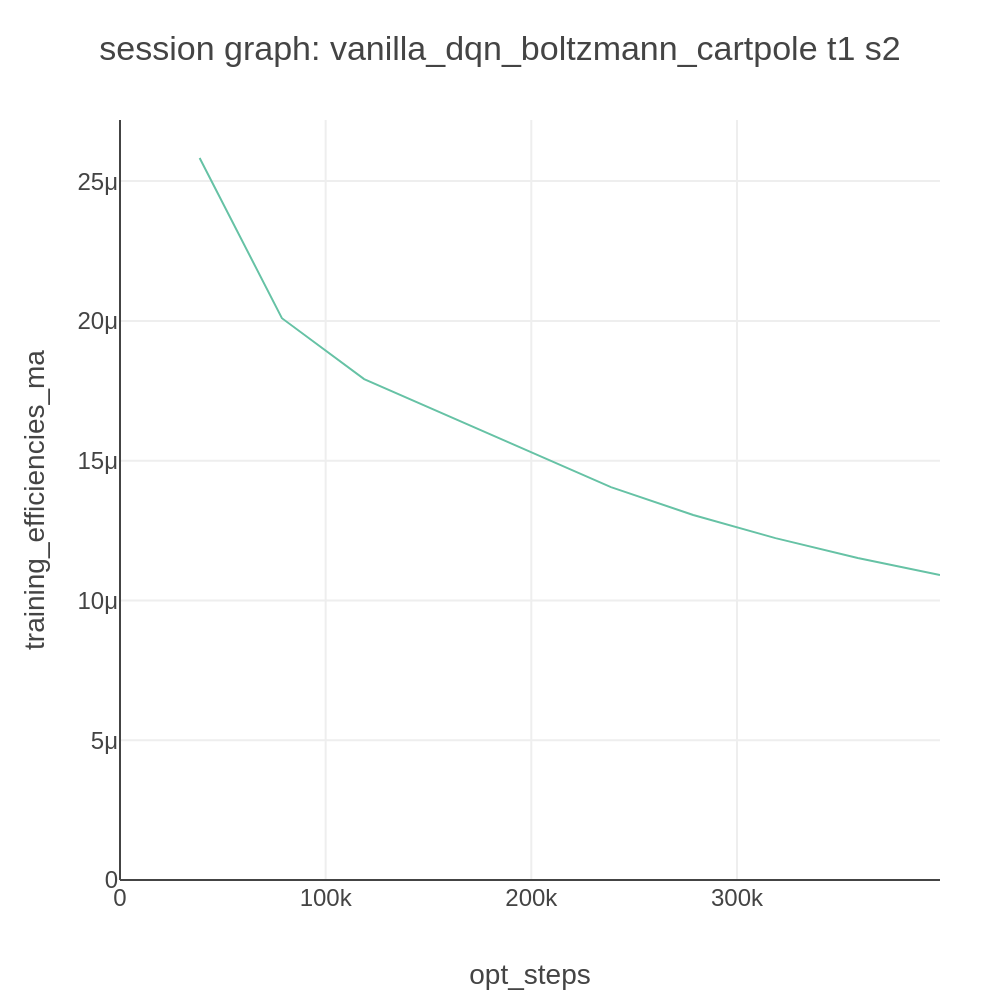 session graph: vanilla_dqn_boltzmann_cartpole t1 s2
training_efficiencies_ma
25μ
20μ
15μ
10μ
5μ
0
0
100k
200k
300k
opt_steps